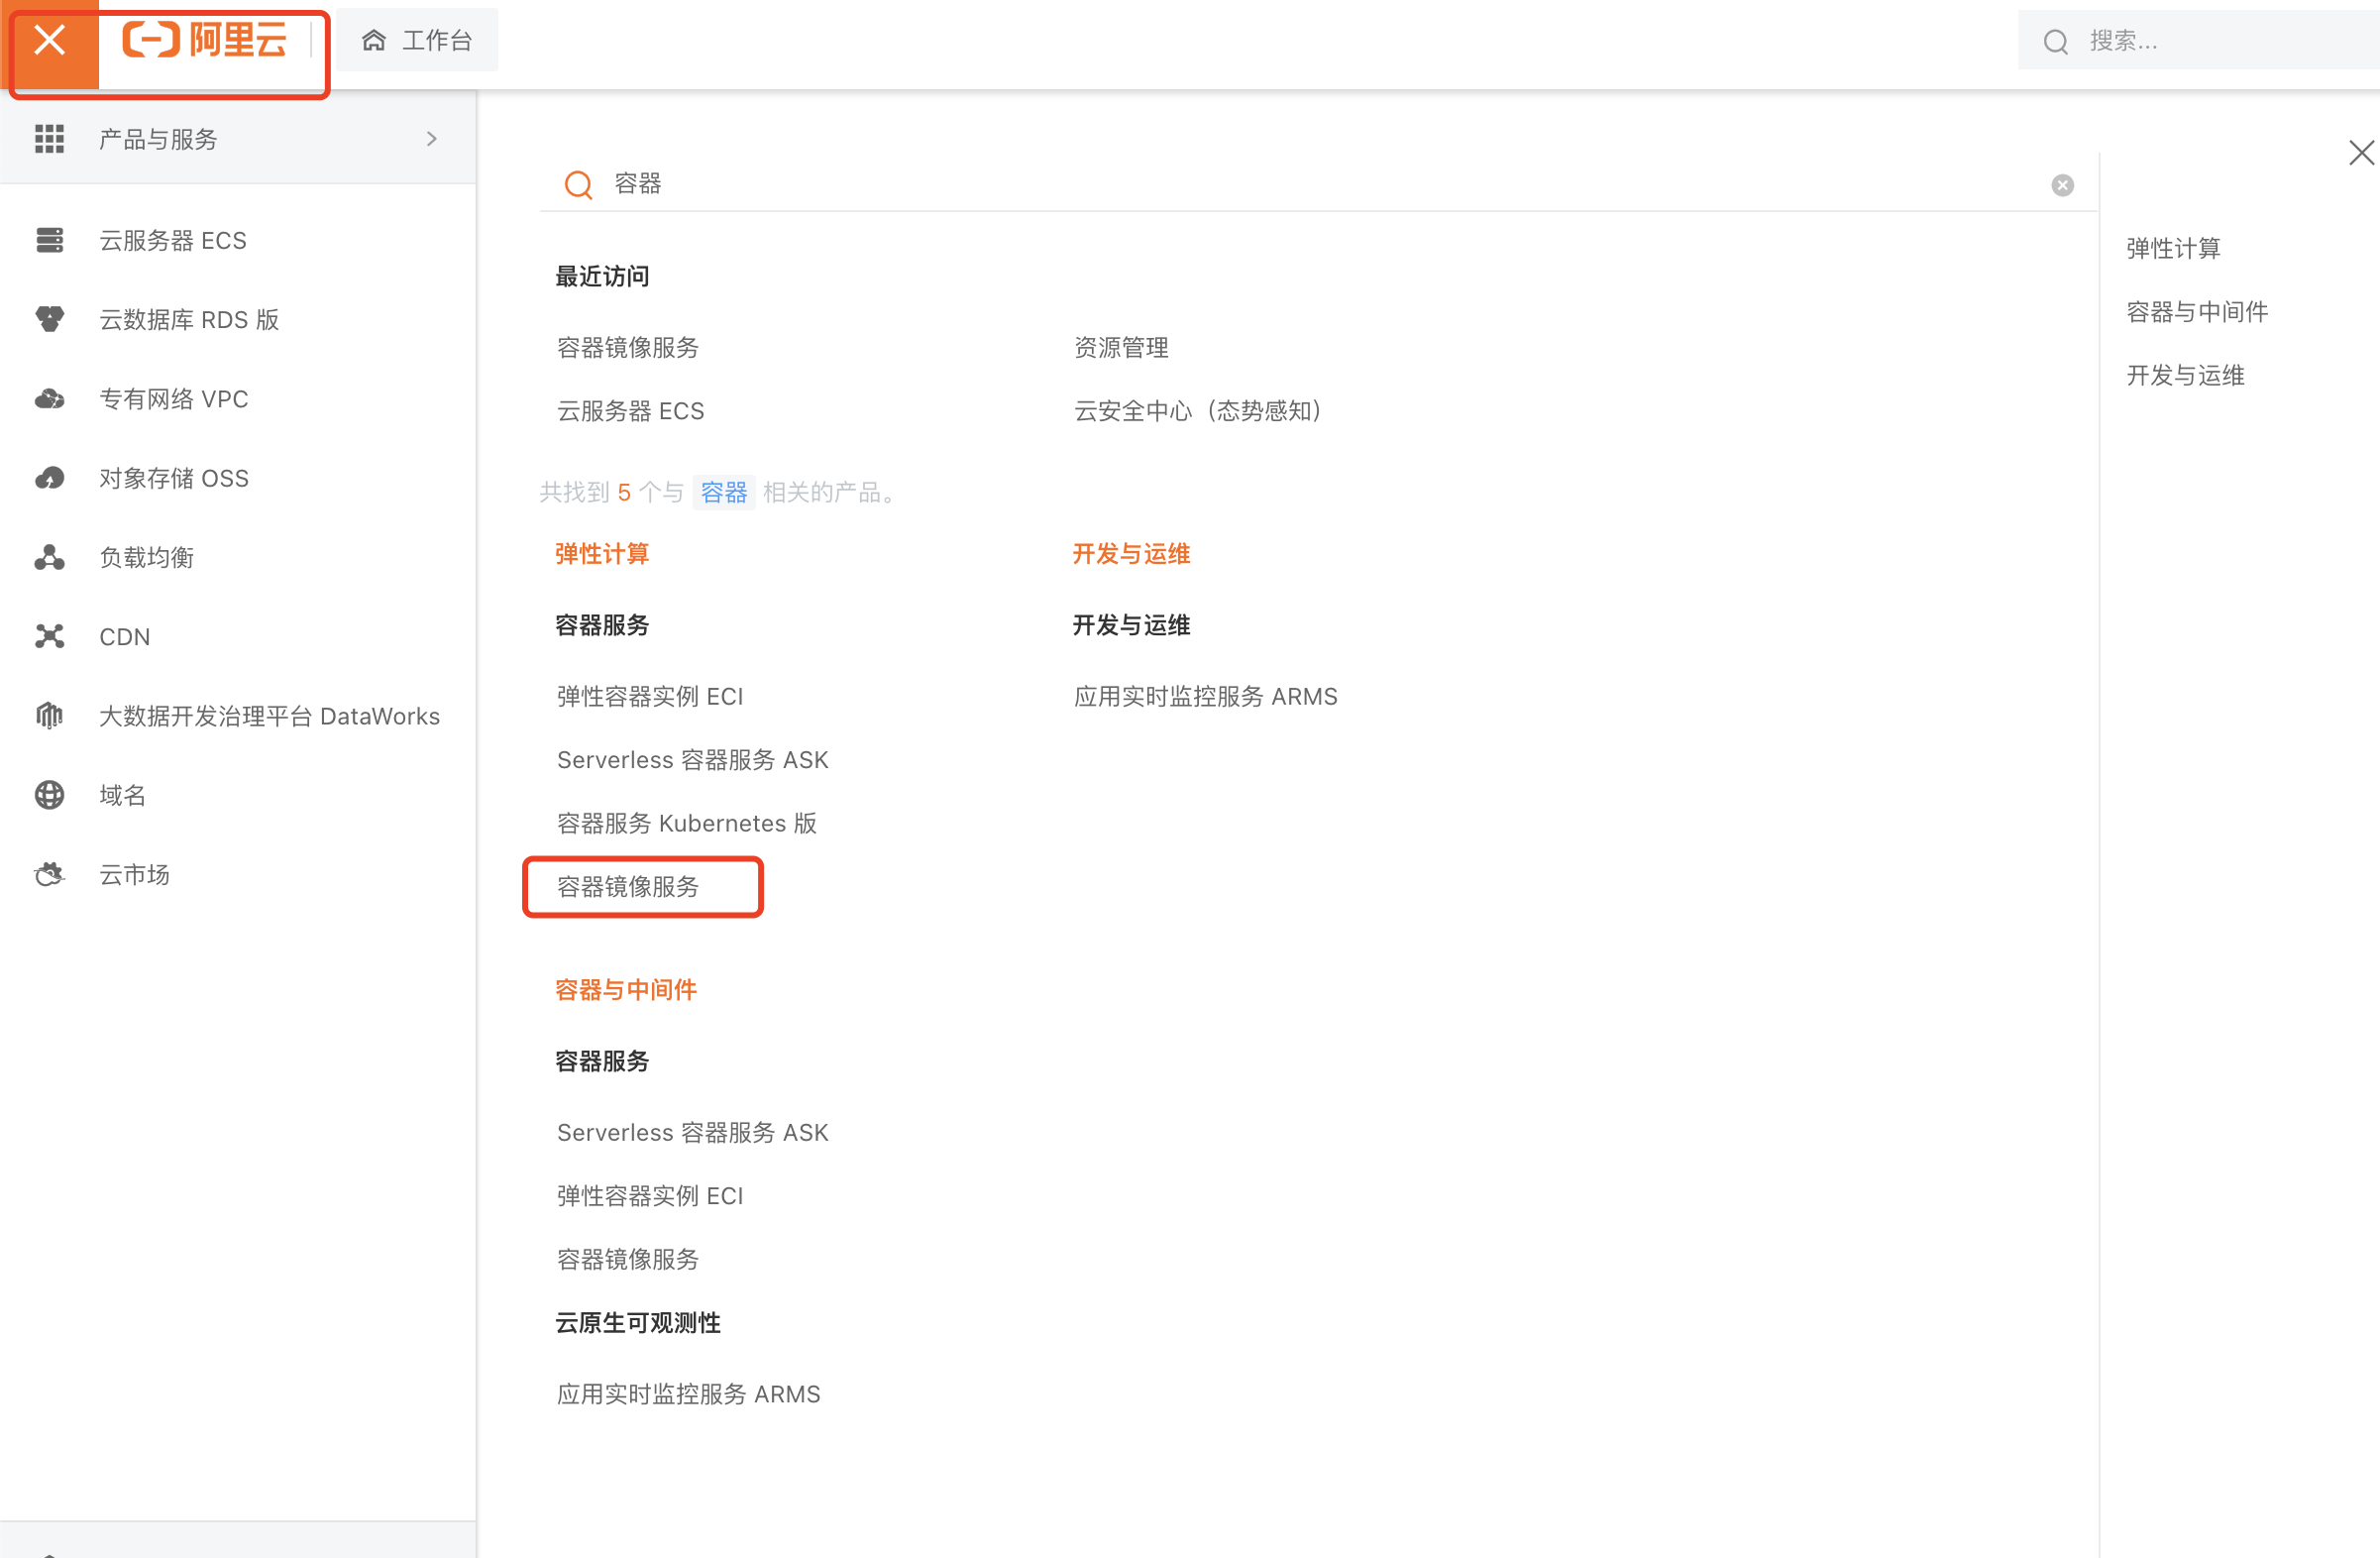 阿里云
工作台
搜索...
产品与服务
云服务器 ECS
云数据库 RDS 版
专有网络 VPC
对象存储 OSS
负载均衡
CDN
大数据开发治理平台 DataWorks
域名
云市场
容器
最近访问
容器镜像服务
资源管理
云服务器 ECS
云安全中心（态势感知）
共找到 5 个与 容器 相关的产品。
弹性计算
容器服务
弹性容器实例 ECI
Serverless 容器服务 ASK
容器服务 Kubernetes 版
容器镜像服务
开发与运维
开发与运维
应用实时监控服务 ARMS
容器与中间件
容器服务
Serverless 容器服务 ASK
弹性容器实例 ECI
容器镜像服务
云原生可观测性
应用实时监控服务 ARMS
弹性计算
容器与中间件
开发与运维